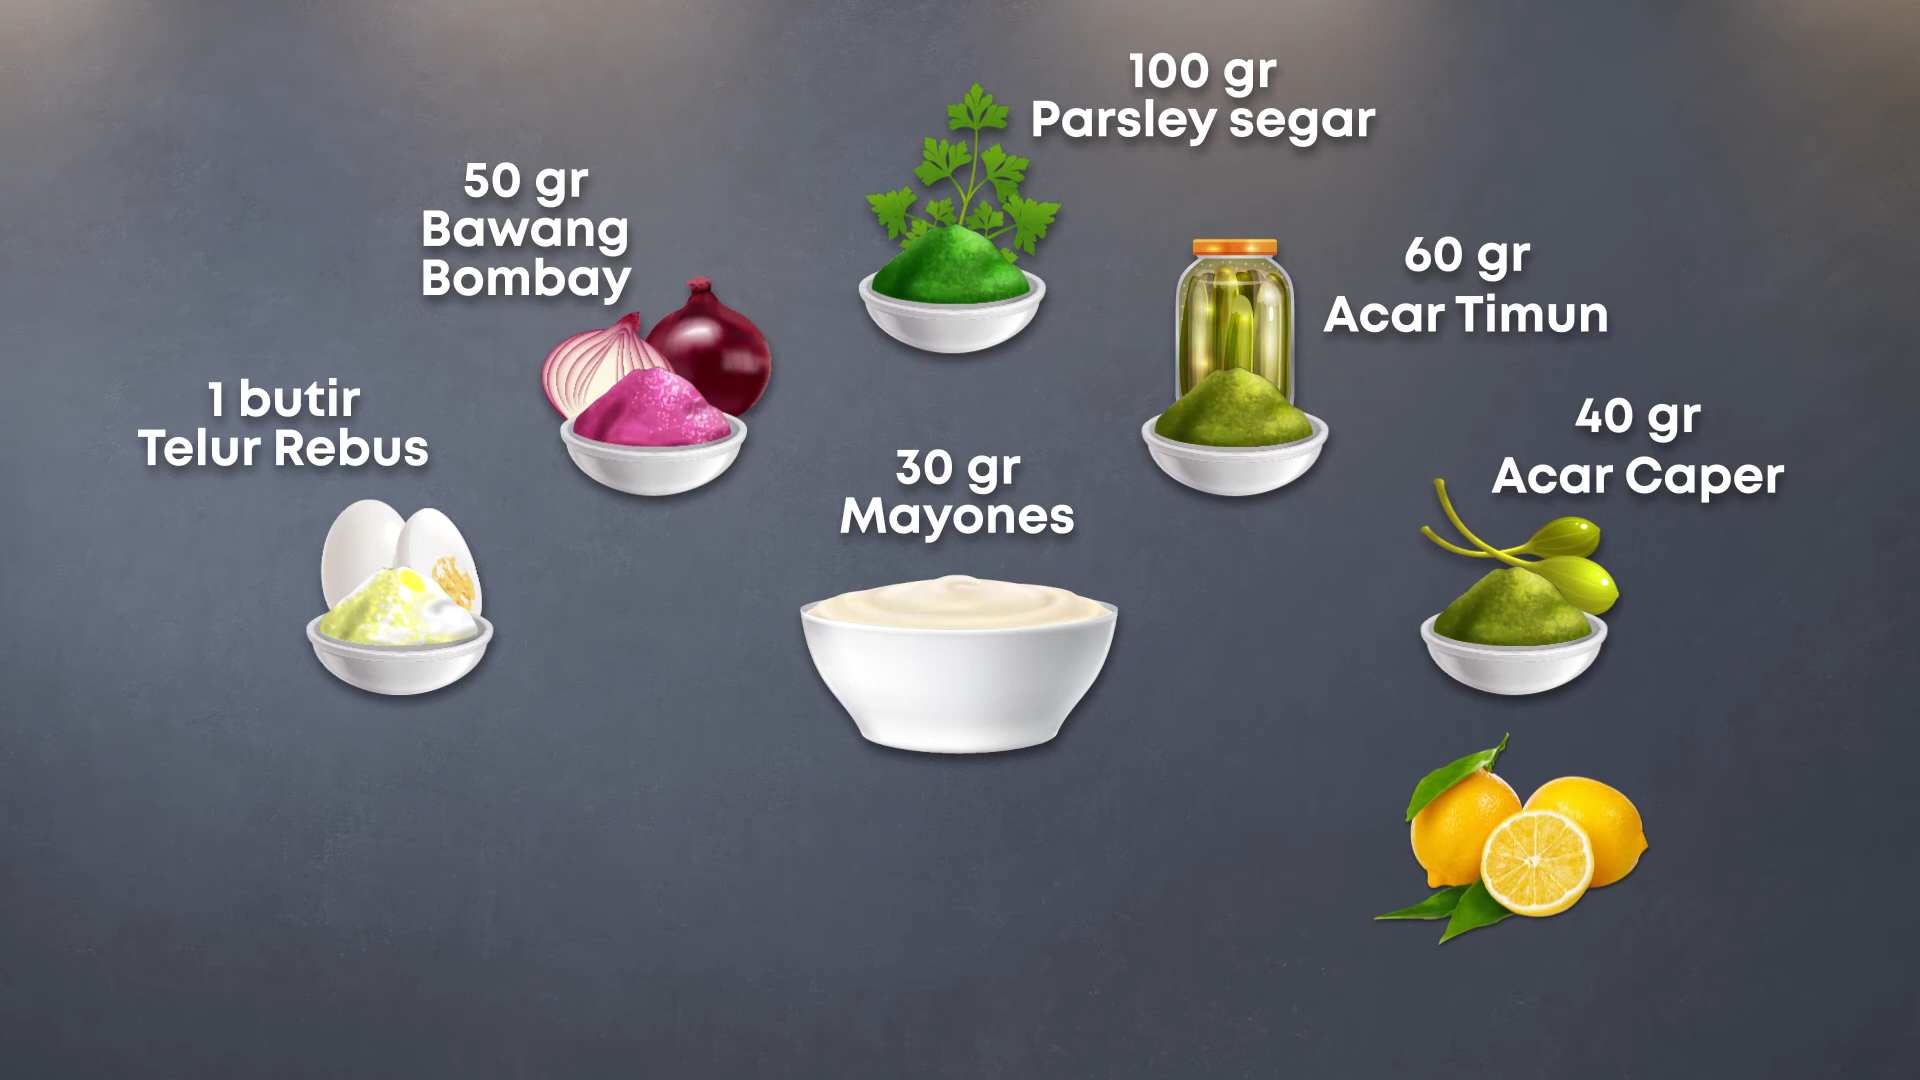 100 gr
Parsley segar
50 gr
Bawang
Bombay
60 gr
Acar Timun
1 butir
Telur Rebus
40 gr
Acar Caper
30 gr
Mayones